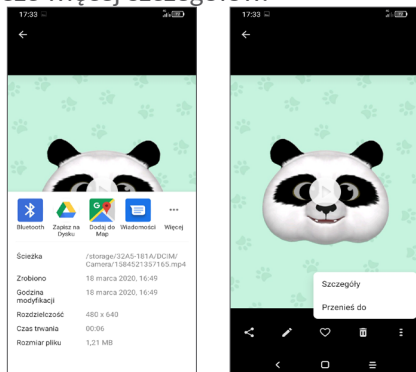 17:33
Bluetooth
Zapisz na Dysku
Dodaj do Map
Wiadomości
Więcej
Ścieżka /storage/32A5-181A/DCIM/
Camera/1584521357165.mp4
Zrobiono 18 marca 2020, 16:49
Godzina modyfikacji 18 marca 2020, 16:49
Rozdzielczość 480 x 640
Czas trwania 00:06
Rozmiar pliku 1,21 MB
17:33
Szczegóły
Przenieś do